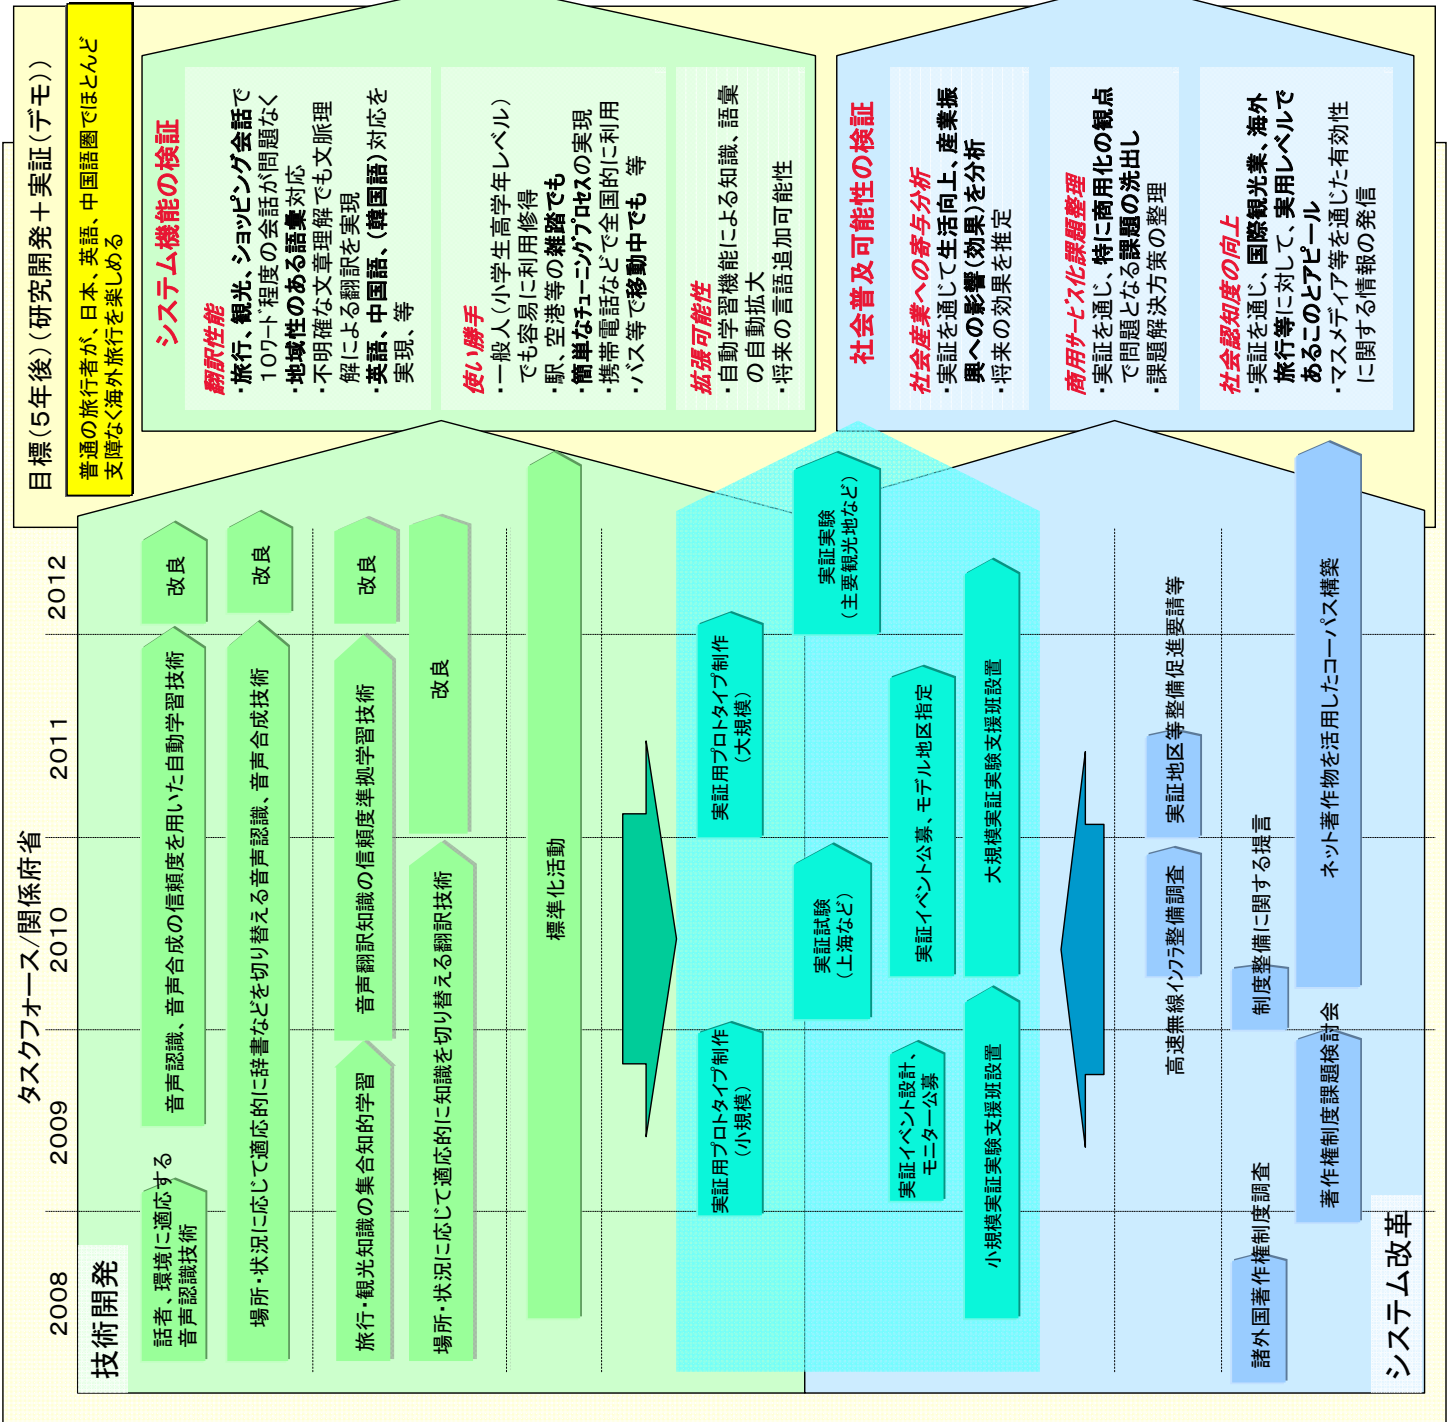 タスクフォース/関係府省
2008
2009
2010
2011
2012
目標(5年後)(研究開発+実証(デモ))
普通の旅行者が、日本、英語、中国語圏でほとんど
支障なく海外旅行を楽しめる
技術開発
話者、環境に適応する
音声認識技術
音声認識、音声合成の信頼度を用いた自動学習技術
改良
場所・状況に応じて適応的に辞書などを切り替える音声認識、音声合成技術
改良
旅行・観光知識の集合知的学習
音声翻訳知識の信頼度準拠学習技術
改良
場所・状況に応じて適応的に知識を切り替える翻訳技術
改良
標準化活動
実証用プロトタイプ制作
(小規模)
実証用プロトタイプ制作
(大規模)
実証試験
(上海など)
実証実験
(主要観光地など)
実証イベント設計、
モニター公募
実証イベント公募、モデル地区指定
小規模実証実験支援班設置
大規模実証実験支援班設置
高速無線インフラ整備調査
実証地区等整備促進要請等
諸外国著作権制度調査
制度整備に関する提言
著作権制度課題検討会
ネット著作物を活用したコーパス構築
システム改革
システム機能の検証
翻訳性能
・旅行、観光、ショッピング会話で
10ワード程度の会話が問題なく
・地域性のある語彙対応
・不明確な文章理解でも文脈理
解による翻訳を実現
・英語、中国語、(韓国語)対応を
実現、等
使い勝手
・一般人(小学生高学年レベル)
でも容易に利用修得
・駅、空港等の雑踏でも
・簡単なチューニングプロセスの実現
・携帯電話などで全国的に利用
・バス等で移動中でも 等
拡張可能性
・自動学習機能による知識、語彙
の自動拡大
・将来の言語追加可能性
社会普及可能性の検証
社会産業への寄与分析
・実証を通じて生活向上、産業振
興への影響(効果)を分析
・将来の効果を推定
商用サービス化課題整理
・実証を通じ、特に商用化の観点
で問題となる課題の洗出し
・課題解決方策の整理
社会認知度の向上
・実証を通じ、国際観光業、海外
旅行等に対して、実用レベルで
あるこのとアピール
・マスメディア等を通じた有効性
に関する情報の発信